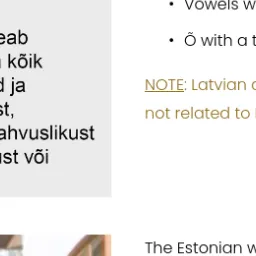 eab
kõik
d ja
st,
ahvuslikust
ust või
• Vowels w
• Õ with a t
NOTE: Latvian
not related to
The Estonian w